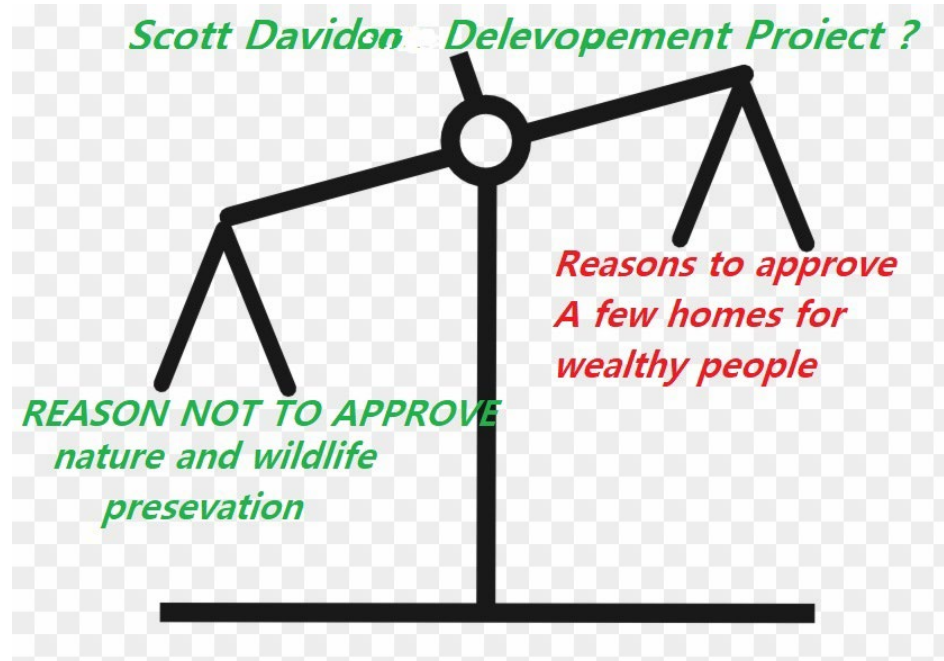 Scott Davidon Delevopement Proiect ?
Reasons to approve
A few homes for
wealthy people
REASON NOT TO APPROVE
nature and wildlife
presevation